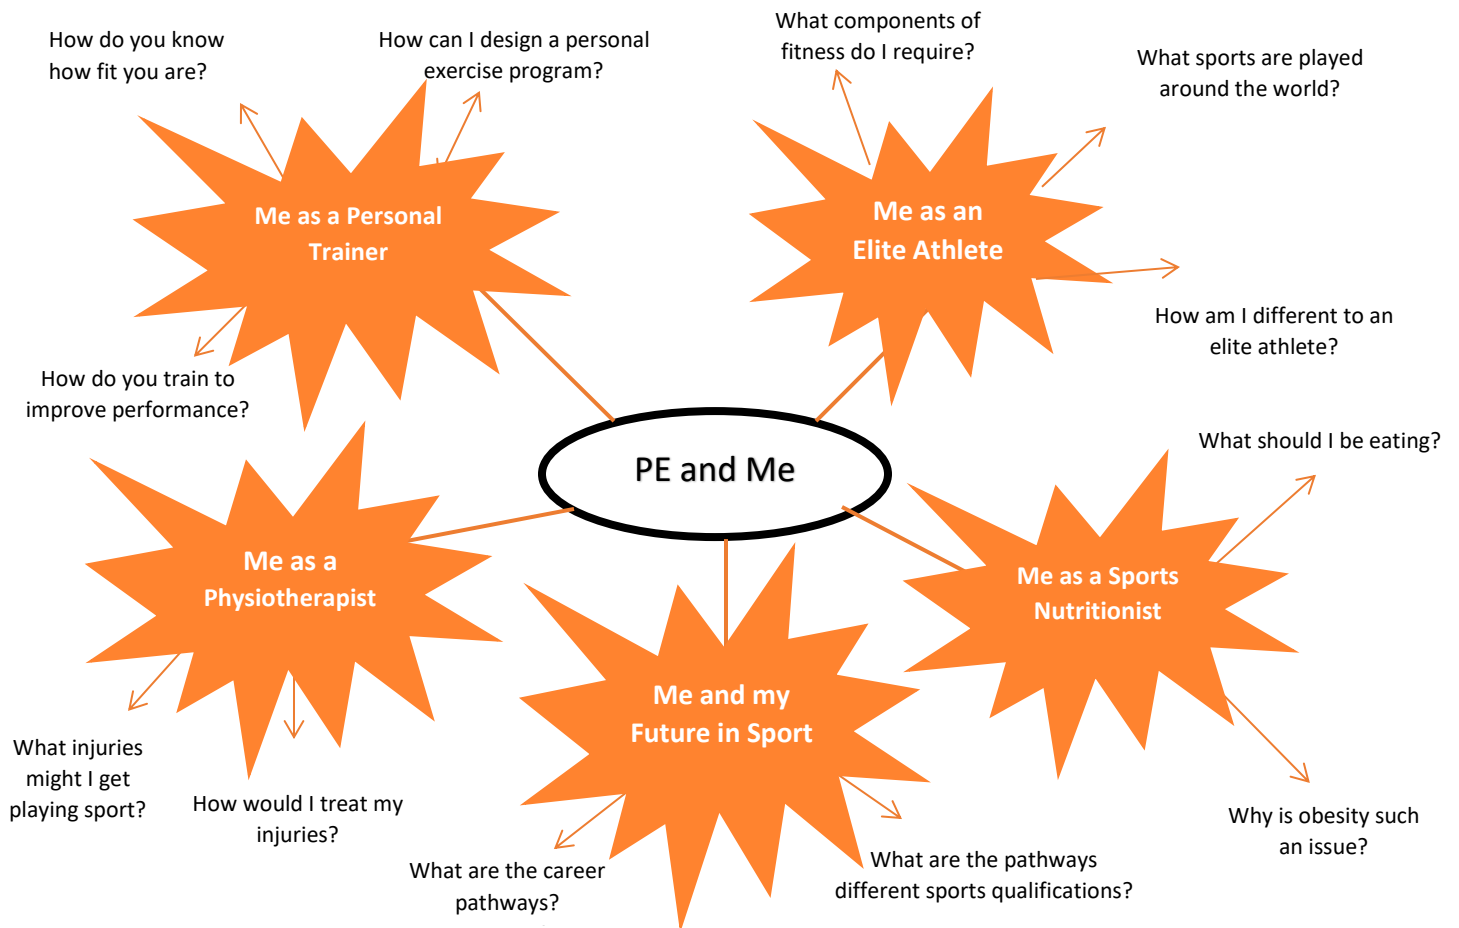 How do you know
how fit you are?
How can I design a personal
exercise program?
What components of
fitness do I require?
What sports are played
around the world?
Me as a Personal
Trainer
Me as an
Elite Athlete
How am I different to an
elite athlete?
How do you train to
improve performance?
PE and Me
What should I be eating?
Me as a
Physiotherapist
Me as a Sports
Nutritionist
Me and my
Future in Sport
What injuries
might I get
playing sport?
How would I treat my
injuries?
What are the career
pathways?
What are the pathways
different sports qualifications?
Why is obesity such
an issue?